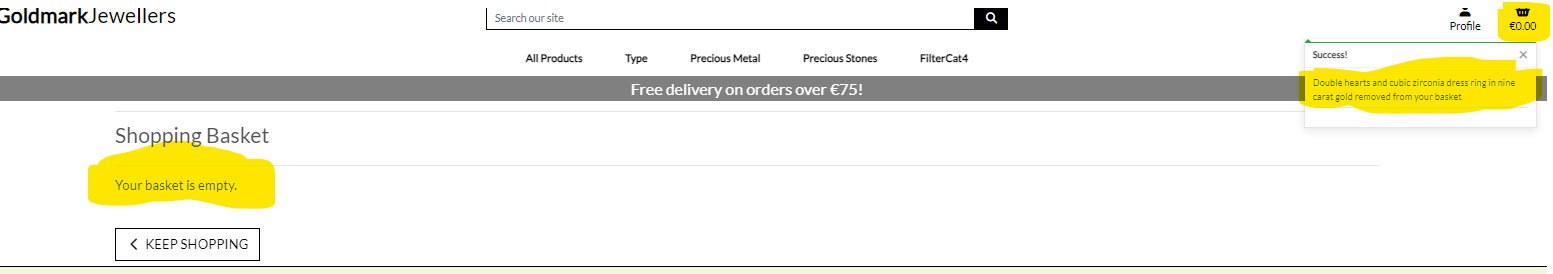 GoldmarkJewellers
Search our site
Profile
€0.00
All Products
Type
Precious Metal
Precious Stones
FilterCat4
Success!
Double hearts and cubic zirconia dress ring in nine
carat gold removed from your basket
Free delivery on orders over €75!
Shopping Basket
Your basket is empty.
KEEP SHOPPING